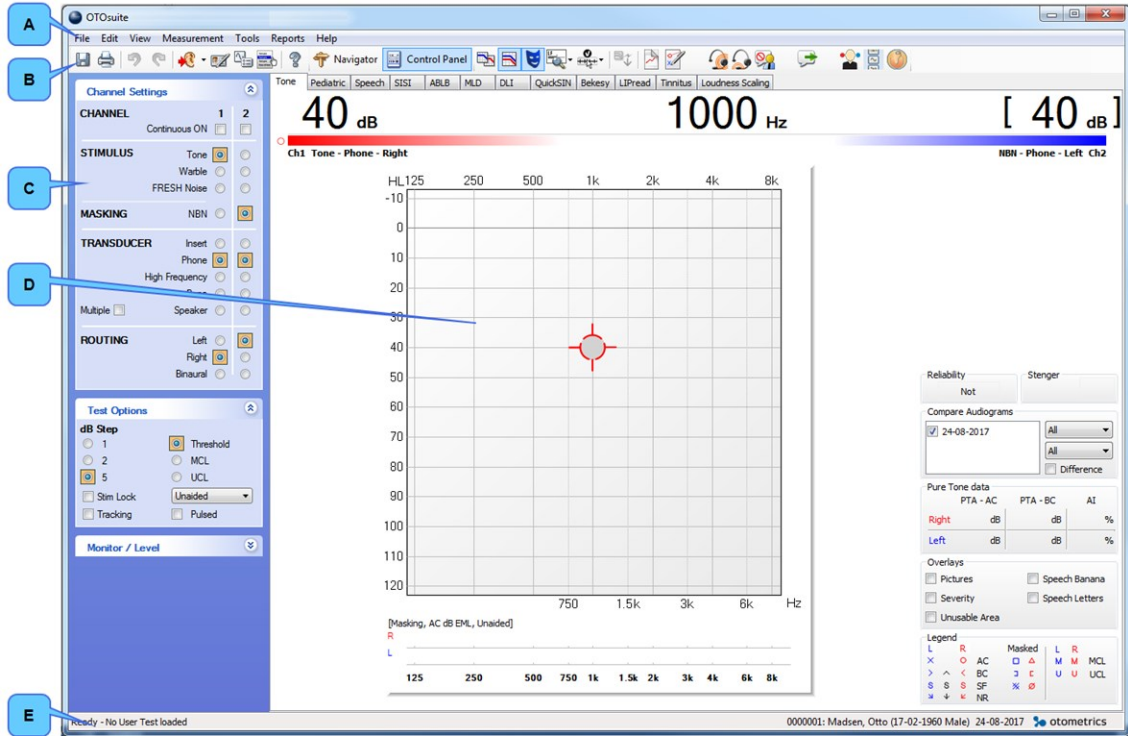 A
B
C
D
E
OTOsuite
File Edit View Measurement Tools Reports Help
Navigator Control Panel
Tone Pediatric Speech SISI ABLB MLD DLI QuickSIN Bekesy LIPread Tinnitus Loudness Scaling
40 dB 1000 Hz [ 40 dB ]
Ch1 Tone - Phone - Right NBN - Phone - Left Ch2
Channel Settings
CHANNEL 1 2
Continuous ON
STIMULUS Tone
Warble
FRESH Noise
MASKING NBN
TRANSDUCER Insert
Phone
High Frequency
Multiple Speaker
ROUTING Left
Right
Binaural
Test Options
dB Step
1 Threshold
2 MCL
5 UCL
Stim Lock Unaided
Tracking Pulsed
Monitor / Level
HL 125 250 500 1k 2k 4k 8k
-10
0
10
20
30
40
50
60
70
80
90
100
110
120
750 1.5k 3k 6k Hz
[Masking, AC dB EML, Unaided]
R
L
125 250 500 750 1k 1.5k 2k 3k 4k 6k 8k
Reliability Stenger
Not
Compare Audiograms
24-08-2017 All
All
Difference
Pure Tone data
PTA - AC PTA - BC AI
Right dB dB %
Left dB dB %
Overlays
Pictures Speech Banana
Severity Speech Letters
Unusable Area
Legend
L R Masked L R
X O AC M M MCL
> ^ < BC U U UCL
S S S SF
NR
Ready - No User Test loaded 0000001: Madsen, Otto (17-02-1960 Male) 24-08-2017 otometrics